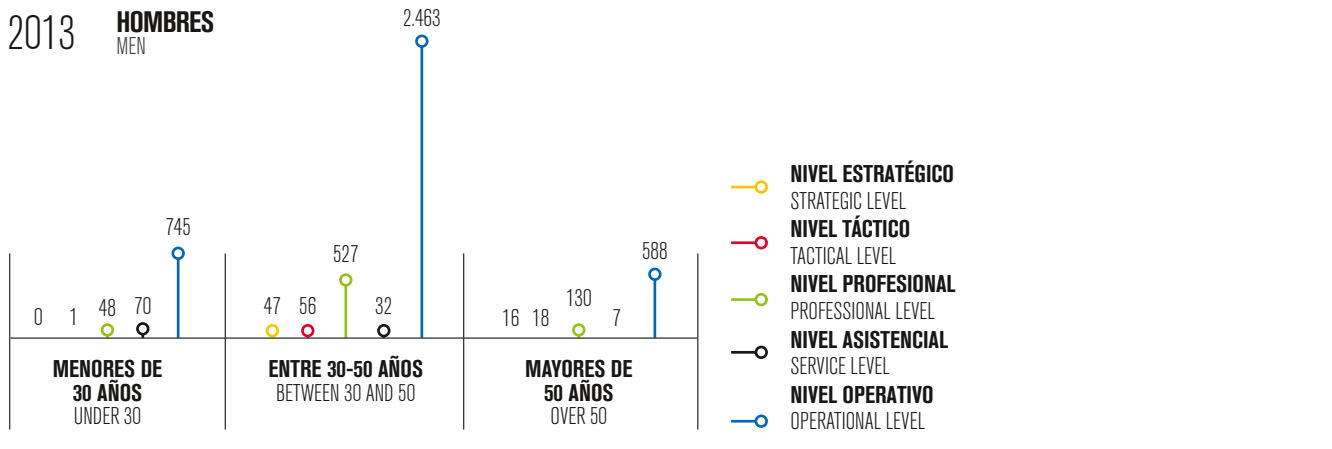 2013
HOMBRES
MEN
0 1 48 70 745
47 56 527 32 2.463
16 18 130 7 588
MENORES DE
30 AÑOS
UNDER 30
ENTRE 30-50 AÑOS
BETWEEN 30 AND 50
MAYORES DE
50 AÑOS
OVER 50
NIVEL ESTRATÉGICO
STRATEGIC LEVEL
NIVEL TÁCTICO
TACTICAL LEVEL
NIVEL PROFESIONAL
PROFESSIONAL LEVEL
NIVEL ASISTENCIAL
SERVICE LEVEL
NIVEL OPERATIVO
OPERATIONAL LEVEL